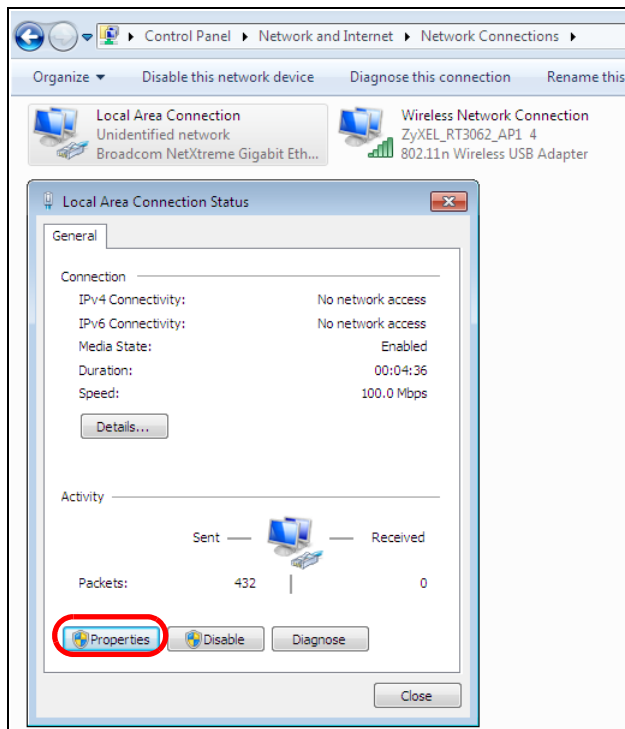 Control Panel Network and Internet Network Connections
Organize Disable this network device Diagnose this connection Rename this
Local Area Connection
Unidentified network
Broadcom NetXtreme Gigabit Eth...
Wireless Network Connection
ZyXEL_RT3062_AP1 4
802.11n Wireless USB Adapter
Local Area Connection Status
General
Connection
IPv4 Connectivity: No network access
IPv6 Connectivity: No network access
Media State: Enabled
Duration: 00:04:36
Speed: 100.0 Mbps
Details...
Activity
Sent Received
Packets: 432 0
Properties Disable Diagnose
Close